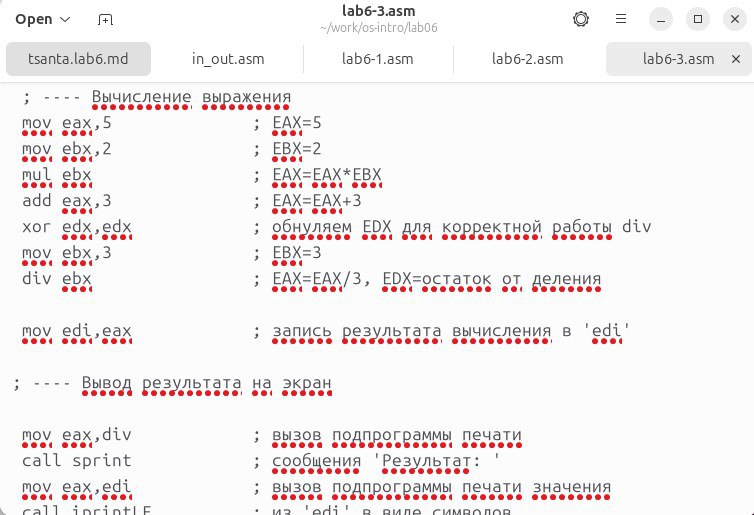 Open
lab6-3.asm
~/work/os-intro/lab06
tsanta.lab6.md in_out.asm lab6-1.asm lab6-2.asm lab6-3.asm
; ---- Вычисление выражения
mov eax,5 ; EAX=5
mov ebx,2 ; EBX=2
mul ebx ; EAX=EAX*EBX
add eax,3 ; EAX=EAX+3
xor edx,edx ; обнуляем EDX для корректной работы div
mov ebx,3 ; EBX=3
div ebx ; EAX=EAX/3, EDX=остаток от деления
mov edi,eax ; запись результата вычисления в 'edi'
; ---- Вывод результата на экран
mov eax,div ; вызов подпрограммы печати
call sprint ; сообщения 'Результат: '
mov eax,edi ; вызов подпрограммы печати значения
call iprintLF ; из 'edi' в виде символов